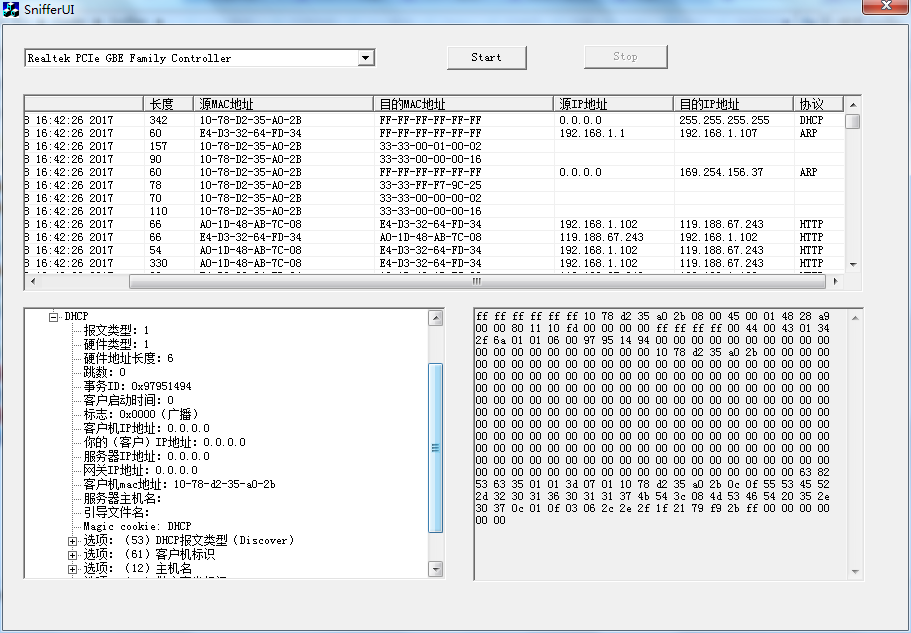 SnifferUI
Realtek PCIe GBE Family Controller
Start
Stop
长度 源MAC地址 目的MAC地址 源IP地址 目的IP地址 协议
8 16:42:26 2017 342 10-78-D2-35-A0-2B FF-FF-FF-FF-FF-FF 0.0.0.0 255.255.255.255 DHCP
8 16:42:26 2017 60 E4-D3-32-64-FD-34 FF-FF-FF-FF-FF-FF 192.168.1.1 192.168.1.107 ARP
8 16:42:26 2017 157 10-78-D2-35-A0-2B 33-33-00-01-00-02
8 16:42:26 2017 90 10-78-D2-35-A0-2B 33-33-00-00-00-16
8 16:42:26 2017 60 10-78-D2-35-A0-2B FF-FF-FF-FF-FF-FF 0.0.0.0 169.254.156.37 ARP
8 16:42:26 2017 78 10-78-D2-35-A0-2B 33-33-FF-F7-9C-25
8 16:42:26 2017 70 10-78-D2-35-A0-2B 33-33-00-00-00-02
8 16:42:26 2017 110 10-78-D2-35-A0-2B 33-33-00-00-00-16
8 16:42:26 2017 66 A0-1D-48-AB-7C-08 E4-D3-32-64-FD-34 192.168.1.102 119.188.67.243 HTTP
8 16:42:26 2017 66 E4-D3-32-64-FD-34 A0-1D-48-AB-7C-08 119.188.67.243 192.168.1.102 HTTP
8 16:42:26 2017 54 A0-1D-48-AB-7C-08 E4-D3-32-64-FD-34 192.168.1.102 119.188.67.243 HTTP
8 16:42:26 2017 330 A0-1D-48-AB-7C-08 E4-D3-32-64-FD-34 192.168.1.102 119.188.67.243 HTTP
DHCP
报文类型: 1
硬件类型: 1
硬件地址长度: 6
跳数: 0
事务ID: 0x97951494
客户启动时间: 0
标志: 0x0000（广播）
客户机IP地址: 0.0.0.0
你的（客户）IP地址: 0.0.0.0
服务器IP地址: 0.0.0.0
网关IP地址: 0.0.0.0
客户机mac地址: 10-78-d2-35-a0-2b
服务器主机名:
引导文件名:
Magic cookie: DHCP
选项: （53）DHCP报文类型（Discover）
选项: （61）客户机标识
选项: （12）主机名
ff ff ff ff ff ff 10 78 d2 35 a0 2b 08 00 45 00 01 48 28 a9
00 00 80 11 10 fd 00 00 00 00 ff ff ff ff 00 44 00 43 01 34
2f 6a 01 01 06 00 97 95 14 94 00 00 00 00 00 00 00 00 00 00
00 00 00 00 00 00 00 00 00 00 10 78 d2 35 a0 2b 00 00 00 00
00 00 00 00 00 00 00 00 00 00 00 00 00 00 00 00 00 00 00 00
00 00 00 00 00 00 00 00 00 00 00 00 00 00 00 00 00 00 00 00
00 00 00 00 00 00 00 00 00 00 00 00 00 00 00 00 00 00 00 00
00 00 00 00 00 00 00 00 00 00 00 00 00 00 00 00 00 00 00 00
00 00 00 00 00 00 00 00 00 00 00 00 00 00 00 00 00 00 00 00
00 00 00 00 00 00 00 00 00 00 00 00 00 00 00 00 00 00 00 00
00 00 00 00 00 00 00 00 00 00 00 00 00 00 00 00 00 00 00 00
00 00 00 00 00 00 00 00 00 00 00 00 00 00 00 00 00 00 00 00
00 00 00 00 00 00 00 00 00 00 00 00 00 00 00 00 00 00 00 00
00 00 00 00 00 00 00 00 00 00 00 00 00 00 00 00 00 00 63 82
53 63 35 01 01 3d 07 01 10 78 d2 35 a0 2b 0c 0f 55 53 45 52
2d 32 30 31 36 30 31 31 37 4b 54 3c 08 4d 53 46 54 20 35 2e
30 37 0c 01 0f 03 06 2c 2e 2f 1f 21 79 f9 2b ff 00 00 00 00
00 00